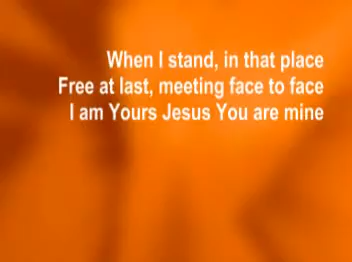 When I stand, in that place
Free at last, meeting face to face
I am Yours Jesus You are mine